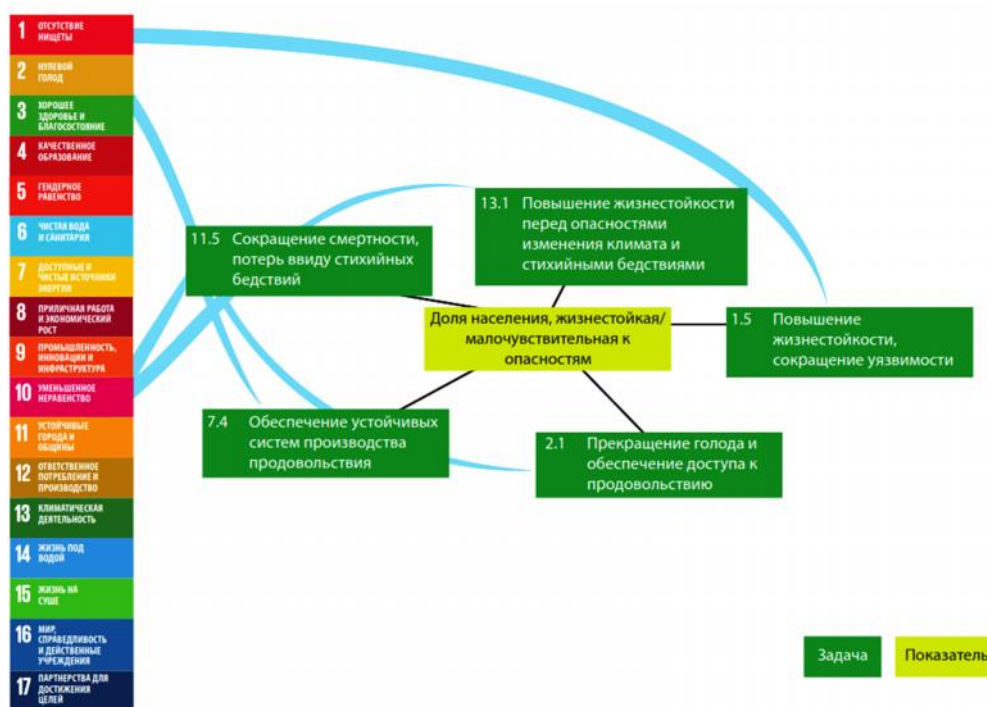 1 ОТСУТСТВИЕ
НИЩЕТЫ
2 НУЛЕВОЙ
ГОЛОД
3 ХОРОШЕЕ
ЗДОРОВЬЕ И
БЛАГОСОСТОЯНИЕ
4 КАЧЕСТВЕННОЕ
ОБРАЗОВАНИЕ
5 ГЕНДЕРНОЕ
РАВЕНСТВО
6 ЧИСТАЯ ВОДА
И САНИТАРИЯ
7 ДОСТУПНЫЕ И
ЧИСТЫЕ ИСТОЧНИКИ
ЭНЕРГИИ
8 ПРИЛИЧНАЯ РАБОТА
И ЭКОНОМИЧЕСКИЙ
РОСТ
9 ПРОМЫШЛЕННОСТЬ,
ИННОВАЦИИ И
ИНФРАСТРУКТУРА
10 УМЕНЬШЕННОЕ
НЕРАВЕНСТВО
11 УСТОЙЧИВЫЕ
ГОРОДА И
ОБЩИНЫ
12 ОТВЕТСТВЕННОЕ
ПОТРЕБЛЕНИЕ И
ПРОИЗВОДСТВО
13 КЛИМАТИЧЕСКАЯ
ДЕЯТЕЛЬНОСТЬ
14 ЖИЗНЬ ПОД
ВОДОЙ
15 ЖИЗНЬ НА
СУШЕ
16 МИР,
СПРАВЕДЛИВОСТЬ
И ДЕЙСТВЕННЫЕ
УЧРЕЖДЕНИЯ
17 ПАРТНЕРСТВА ДЛЯ
ДОСТИЖЕНИЯ
ЦЕЛЕЙ
13.1 Повышение жизнестойкости
перед опасностями
изменения климата и
стихийными бедствиями
11.5 Сокращение смертности,
потерь ввиду стихийных
бедствий
Доля населения, жизнестойкая/
малочувствительная к
опасностям
1.5 Повышение
жизнестойкости,
сокращение уязвимости
7.4 Обеспечение устойчивых
систем производства
продовольствия
2.1 Прекращение голода и
обеспечение доступа к
продовольствию
Задача
Показатель